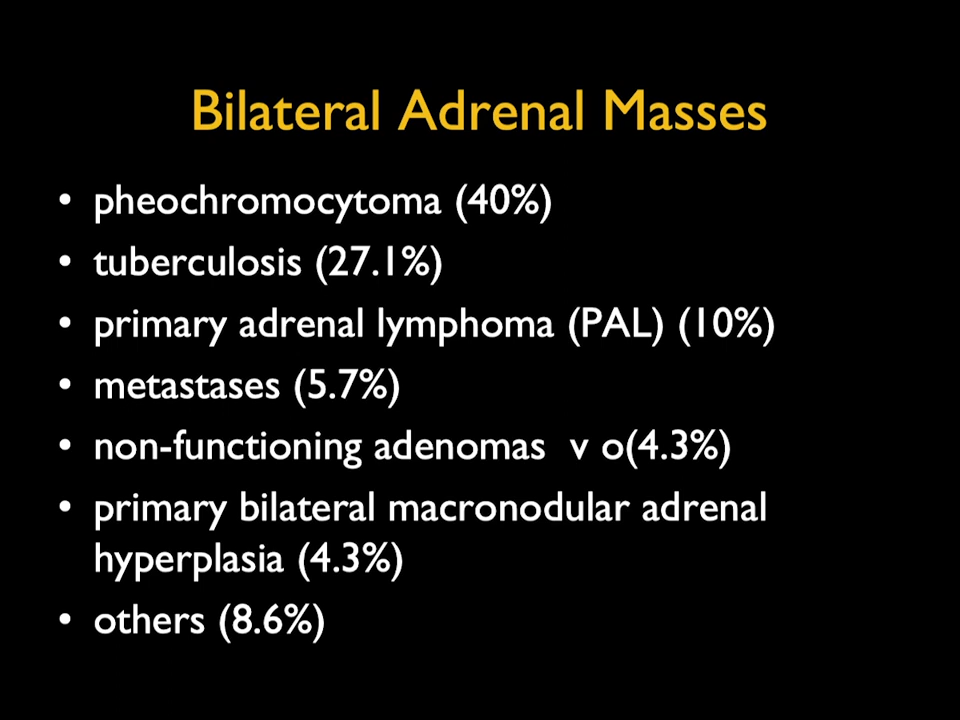 Bilateral Adrenal Masses
• pheochromocytoma (40%)
• tuberculosis (27.1%)
• primary adrenal lymphoma (PAL) (10%)
• metastases (5.7%)
• non-functioning adenomas  v o(4.3%)
• primary bilateral macronodular adrenal
hyperplasia (4.3%)
• others (8.6%)